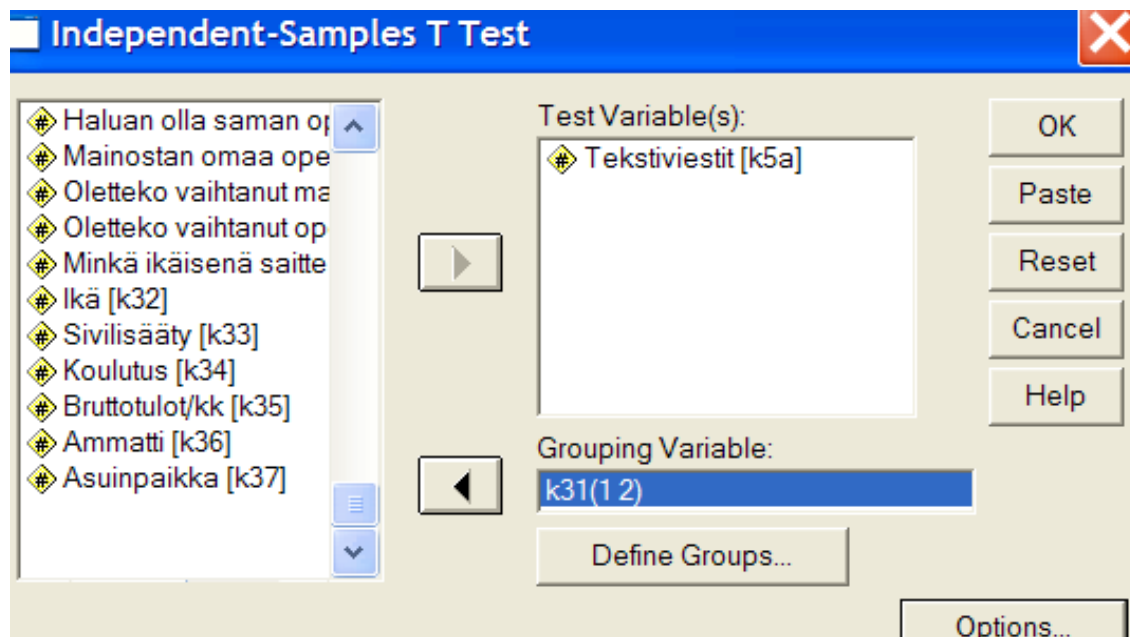 Independent-Samples T Test
Haluan olla saman op
Mainostan omaa ope
Oletteko vaihtanut ma
Oletteko vaihtanut op
Minkä ikäisenä saitte
Ikä [k32]
Sivilisääty [k33]
Koulutus [k34]
Bruttotulot/kk [k35]
Ammatti [k36]
Asuinpaikka [k37]
Test Variable(s):
Tekstiviestit [k5a]
Grouping Variable:
k31(1 2)
Define Groups...
OK
Paste
Reset
Cancel
Help
Options...